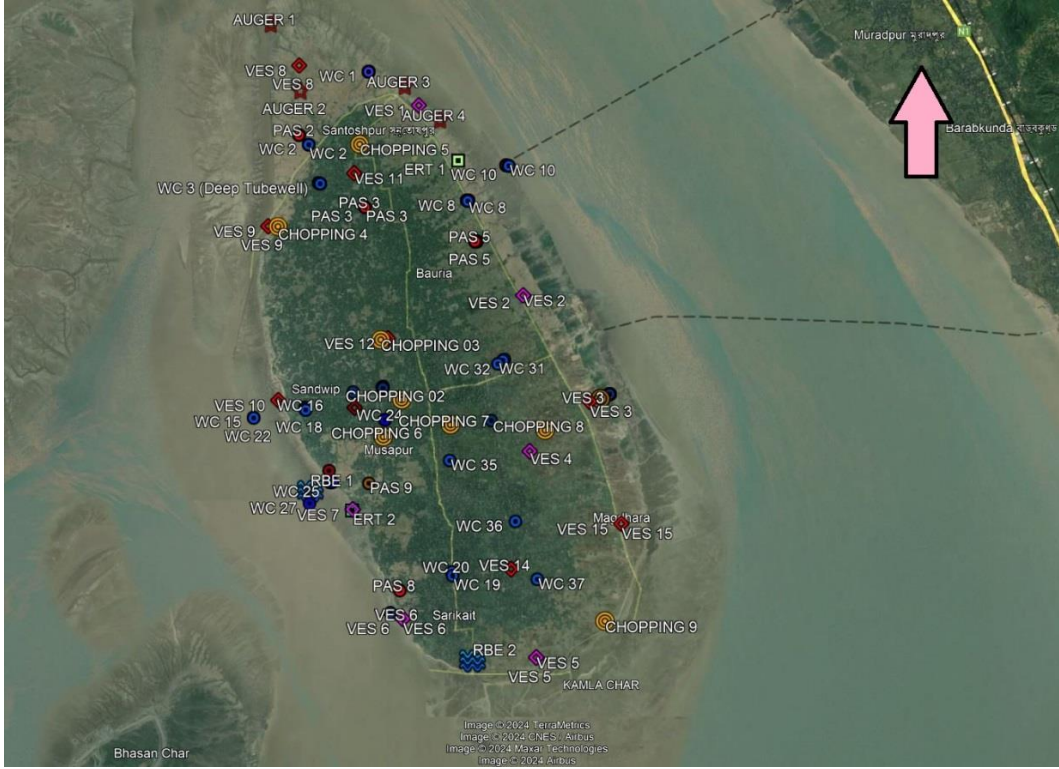 AUGER 1
Muradpur মুরাদপুর
N1
VES 8
WC 1
VES 8
AUGER 3
AUGER 2
VES 1
AUGER 4
PAS 2
Santoshpur সন্তোষপুর
Barabkunda
WC 2
WC 2
CHOPPING 5
ERT 1
WC 10
WC 10
VES 11
WC 3 (Deep Tubewell)
PAS 3
PAS 3
PAS 3
WC 8
WC 8
VES 9
CHOPPING 4
VES 9
PAS 5
PAS 5
Bauria
VES 2
VES 2
VES 12
CHOPPING 03
WC 32
WC 31
Sandwip
CHOPPING 02
VES 3
VES 3
VES 10
WC 16
WC 24
WC 15
WC 18
CHOPPING 7
CHOPPING 8
WC 22
CHOPPING 6
Musapur
VES 4
WC 35
RBE 1
WC 25
PAS 9
WC 27
VES 7
ERT 2
WC 36
VES 15
VES 15
WC 20
VES 14
WC 19
WC 37
PAS 8
Sarikait
VES 6
VES 6
VES 6
CHOPPING 9
RBE 2
VES 5
VES 5
KAMLA CHAR
Image © 2024 TerraMetrics
Image © 2024 CNES / Airbus
Image © 2024 Maxar Technologies
Image © 2024 Airbus
Bhasan Char